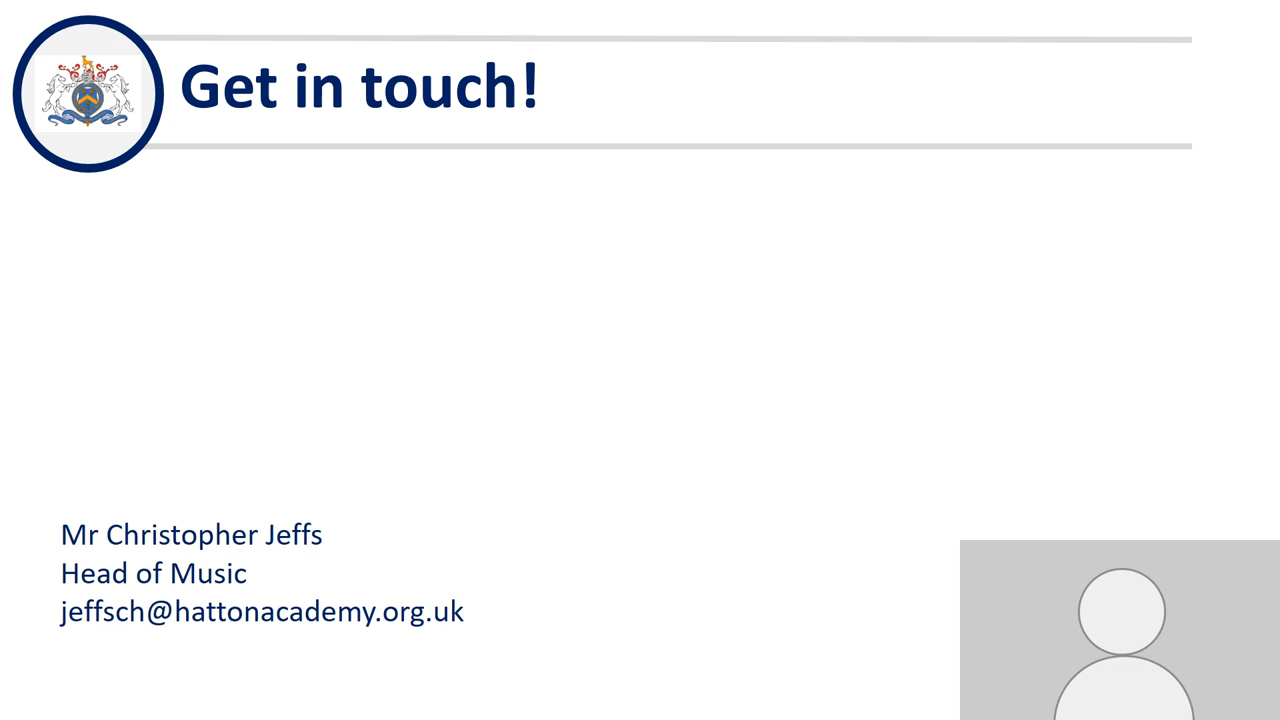 Get in touch!
Mr Christopher Jeffs
Head of Music
jeffsch@hattonacademy.org.uk